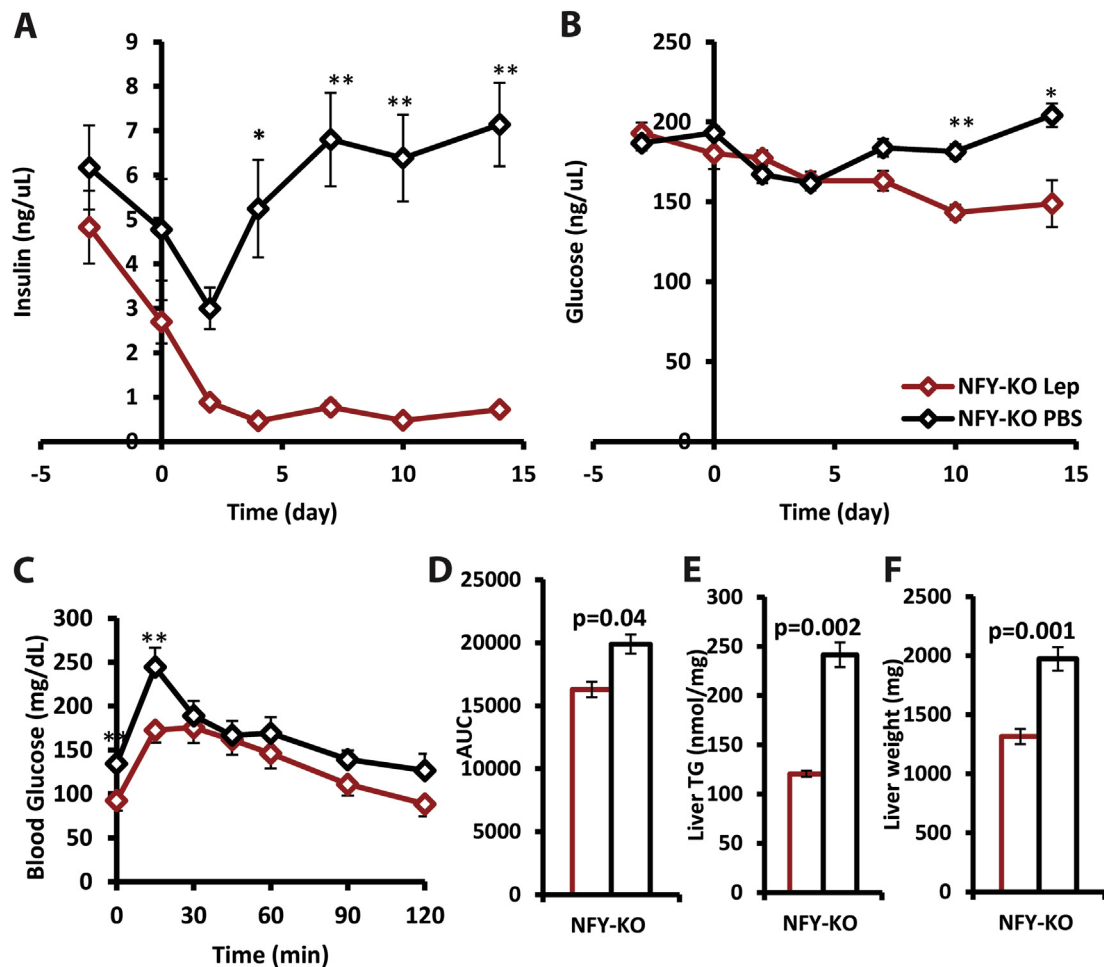 A
Insulin (ng/uL)
9
8
7
6
5
4
3
2
1
0
*
**
**
**
-5 0 5 10 15
Time (day)
B
Glucose (ng/uL)
250
200
150
100
50
0
**
*
NFY-KO Lep
NFY-KO PBS
-5 0 5 10 15
Time (day)
C
Blood Glucose (mg/dL)
300
250
200
150
100
50
0
**
**
0 30 60 90 120
Time (min)
D
AUC
25000
20000
15000
10000
5000
0
p=0.04
NFY-KO
E
Liver TG (nmol/mg)
300
250
200
150
100
50
0
p=0.002
NFY-KO
F
Liver weight (mg)
2500
2000
1500
1000
500
0
p=0.001
NFY-KO